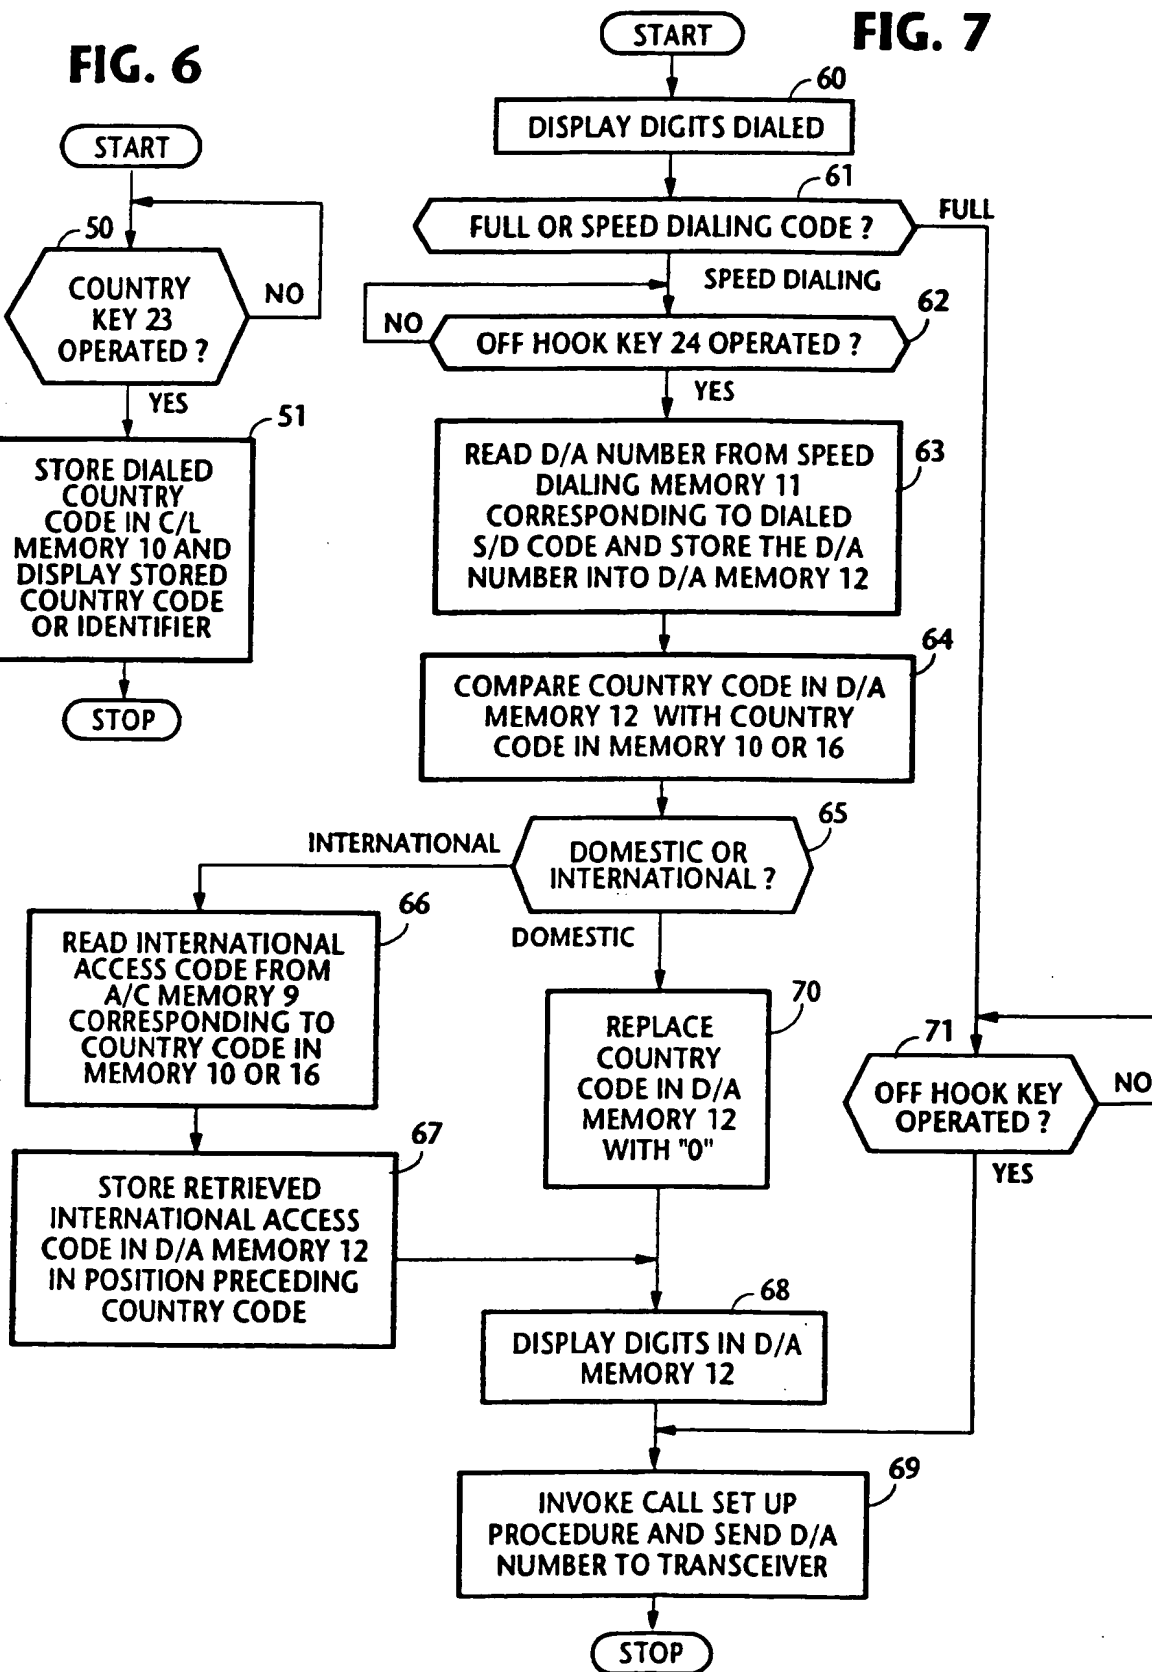 FIG. 6
START
50
COUNTRY
KEY 23
OPERATED ?
NO
YES
51
STORE DIALED
COUNTRY
CODE IN C/L
MEMORY 10 AND
DISPLAY STORED
COUNTRY CODE
OR IDENTIFIER
STOP
FIG. 7
START
60
DISPLAY DIGITS DIALED
61
FULL OR SPEED DIALING CODE ?
FULL
SPEED DIALING
62
NO
OFF HOOK KEY 24 OPERATED ?
YES
63
READ D/A NUMBER FROM SPEED
DIALING MEMORY 11
CORRESPONDING TO DIALED
S/D CODE AND STORE THE D/A
NUMBER INTO D/A MEMORY 12
64
COMPARE COUNTRY CODE IN D/A
MEMORY 12 WITH COUNTRY
CODE IN MEMORY 10 OR 16
65
INTERNATIONAL
DOMESTIC OR
INTERNATIONAL ?
DOMESTIC
66
READ INTERNATIONAL
ACCESS CODE FROM
A/C MEMORY 9
CORRESPONDING TO
COUNTRY CODE IN
MEMORY 10 OR 16
67
STORE RETRIEVED
INTERNATIONAL ACCESS
CODE IN D/A MEMORY 12
IN POSITION PRECEDING
COUNTRY CODE
70
REPLACE
COUNTRY
CODE IN D/A
MEMORY 12
WITH "0"
71
OFF HOOK KEY
OPERATED ?
NO
YES
68
DISPLAY DIGITS IN D/A
MEMORY 12
69
INVOKE CALL SET UP
PROCEDURE AND SEND D/A
NUMBER TO TRANSCEIVER
STOP